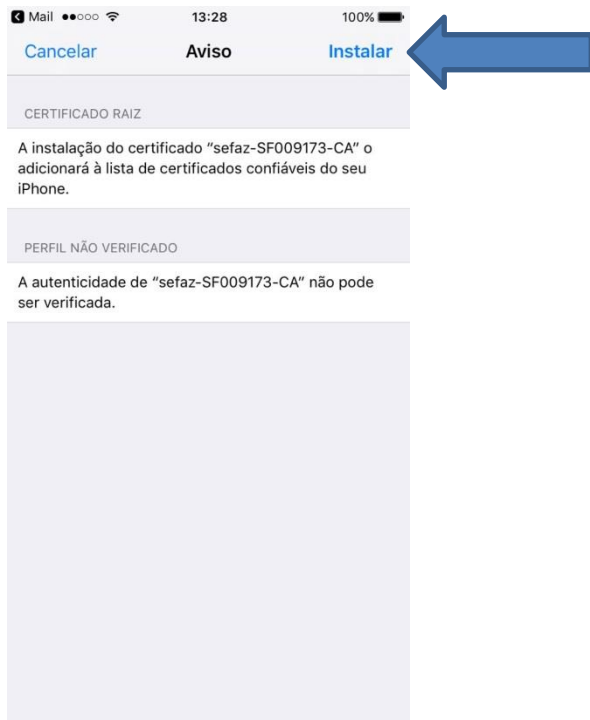 Mail 13:28 100%
Cancelar Aviso Instalar
CERTIFICADO RAIZ
A instalação do certificado “sefaz-SF009173-CA” o
adicionará à lista de certificados confiáveis do seu
iPhone.
PERFIL NÃO VERIFICADO
A autenticidade de “sefaz-SF009173-CA” não pode
ser verificada.